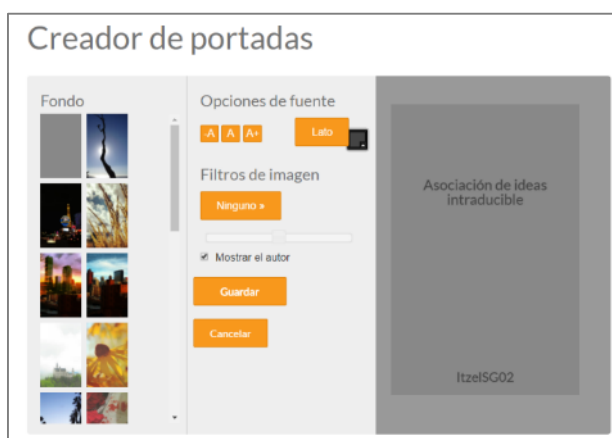 Creador de portadas
Fondo
Opciones de fuente
-A A A+
Lato
Filtros de imagen
Ninguno »
Mostrar el autor
Guardar
Cancelar
Asociación de ideas
intraducible
ItzelSG02